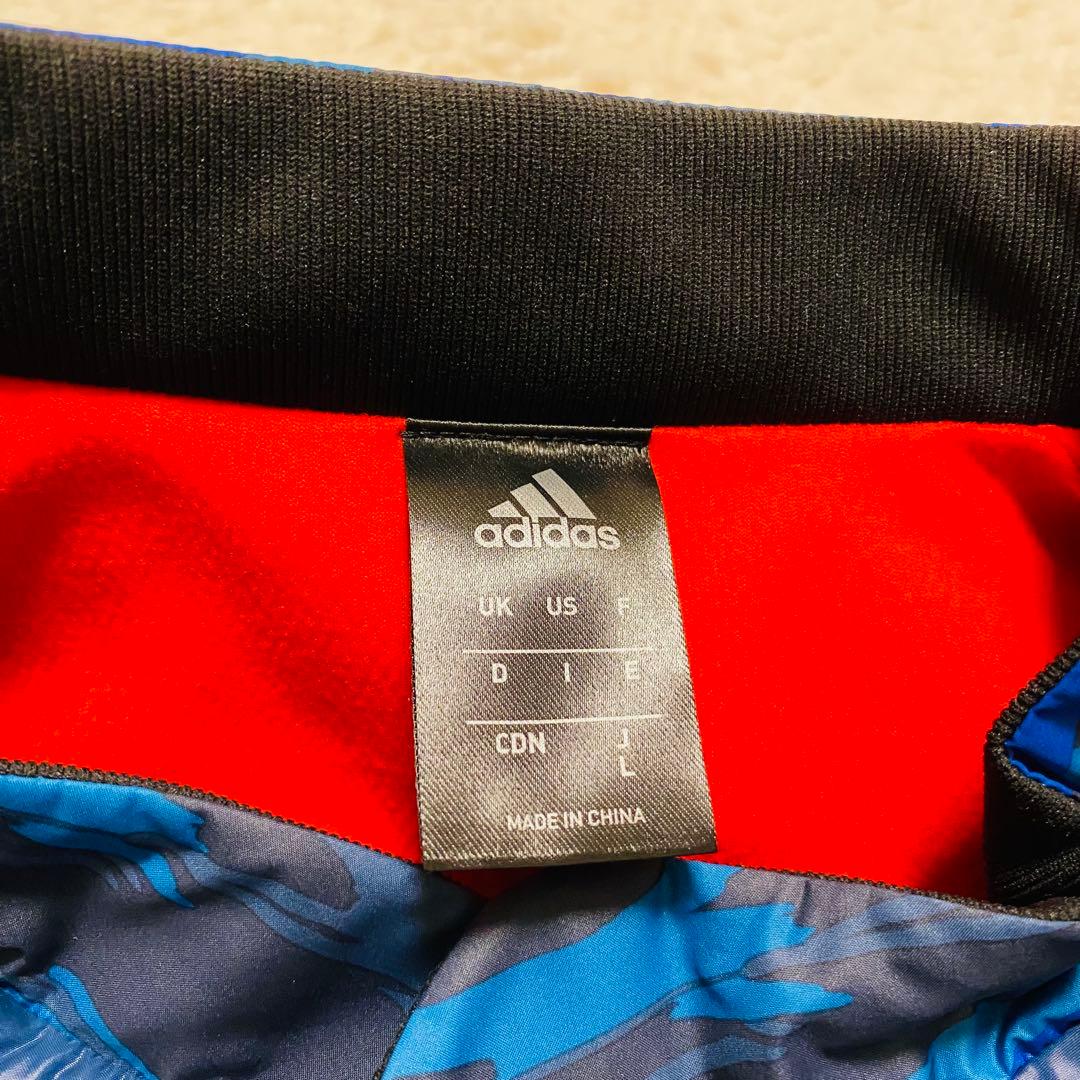 adidas
UK US F
D I E
CDN J
L
MADE IN CHINA